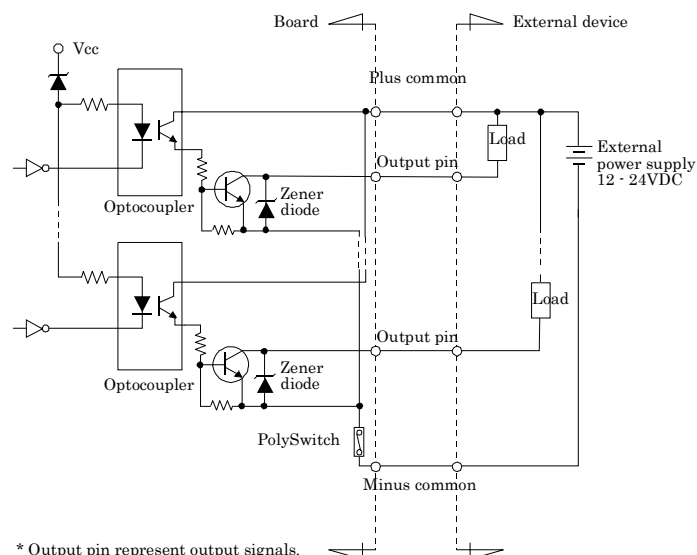 Board
External device
Vcc
Plus common
Load
External
power supply
12 - 24VDC
Output pin
Zener
diode
Optocoupler
Load
Output pin
Zener
diode
Optocoupler
PolySwitch
Minus common
* Output pin represent output signals.